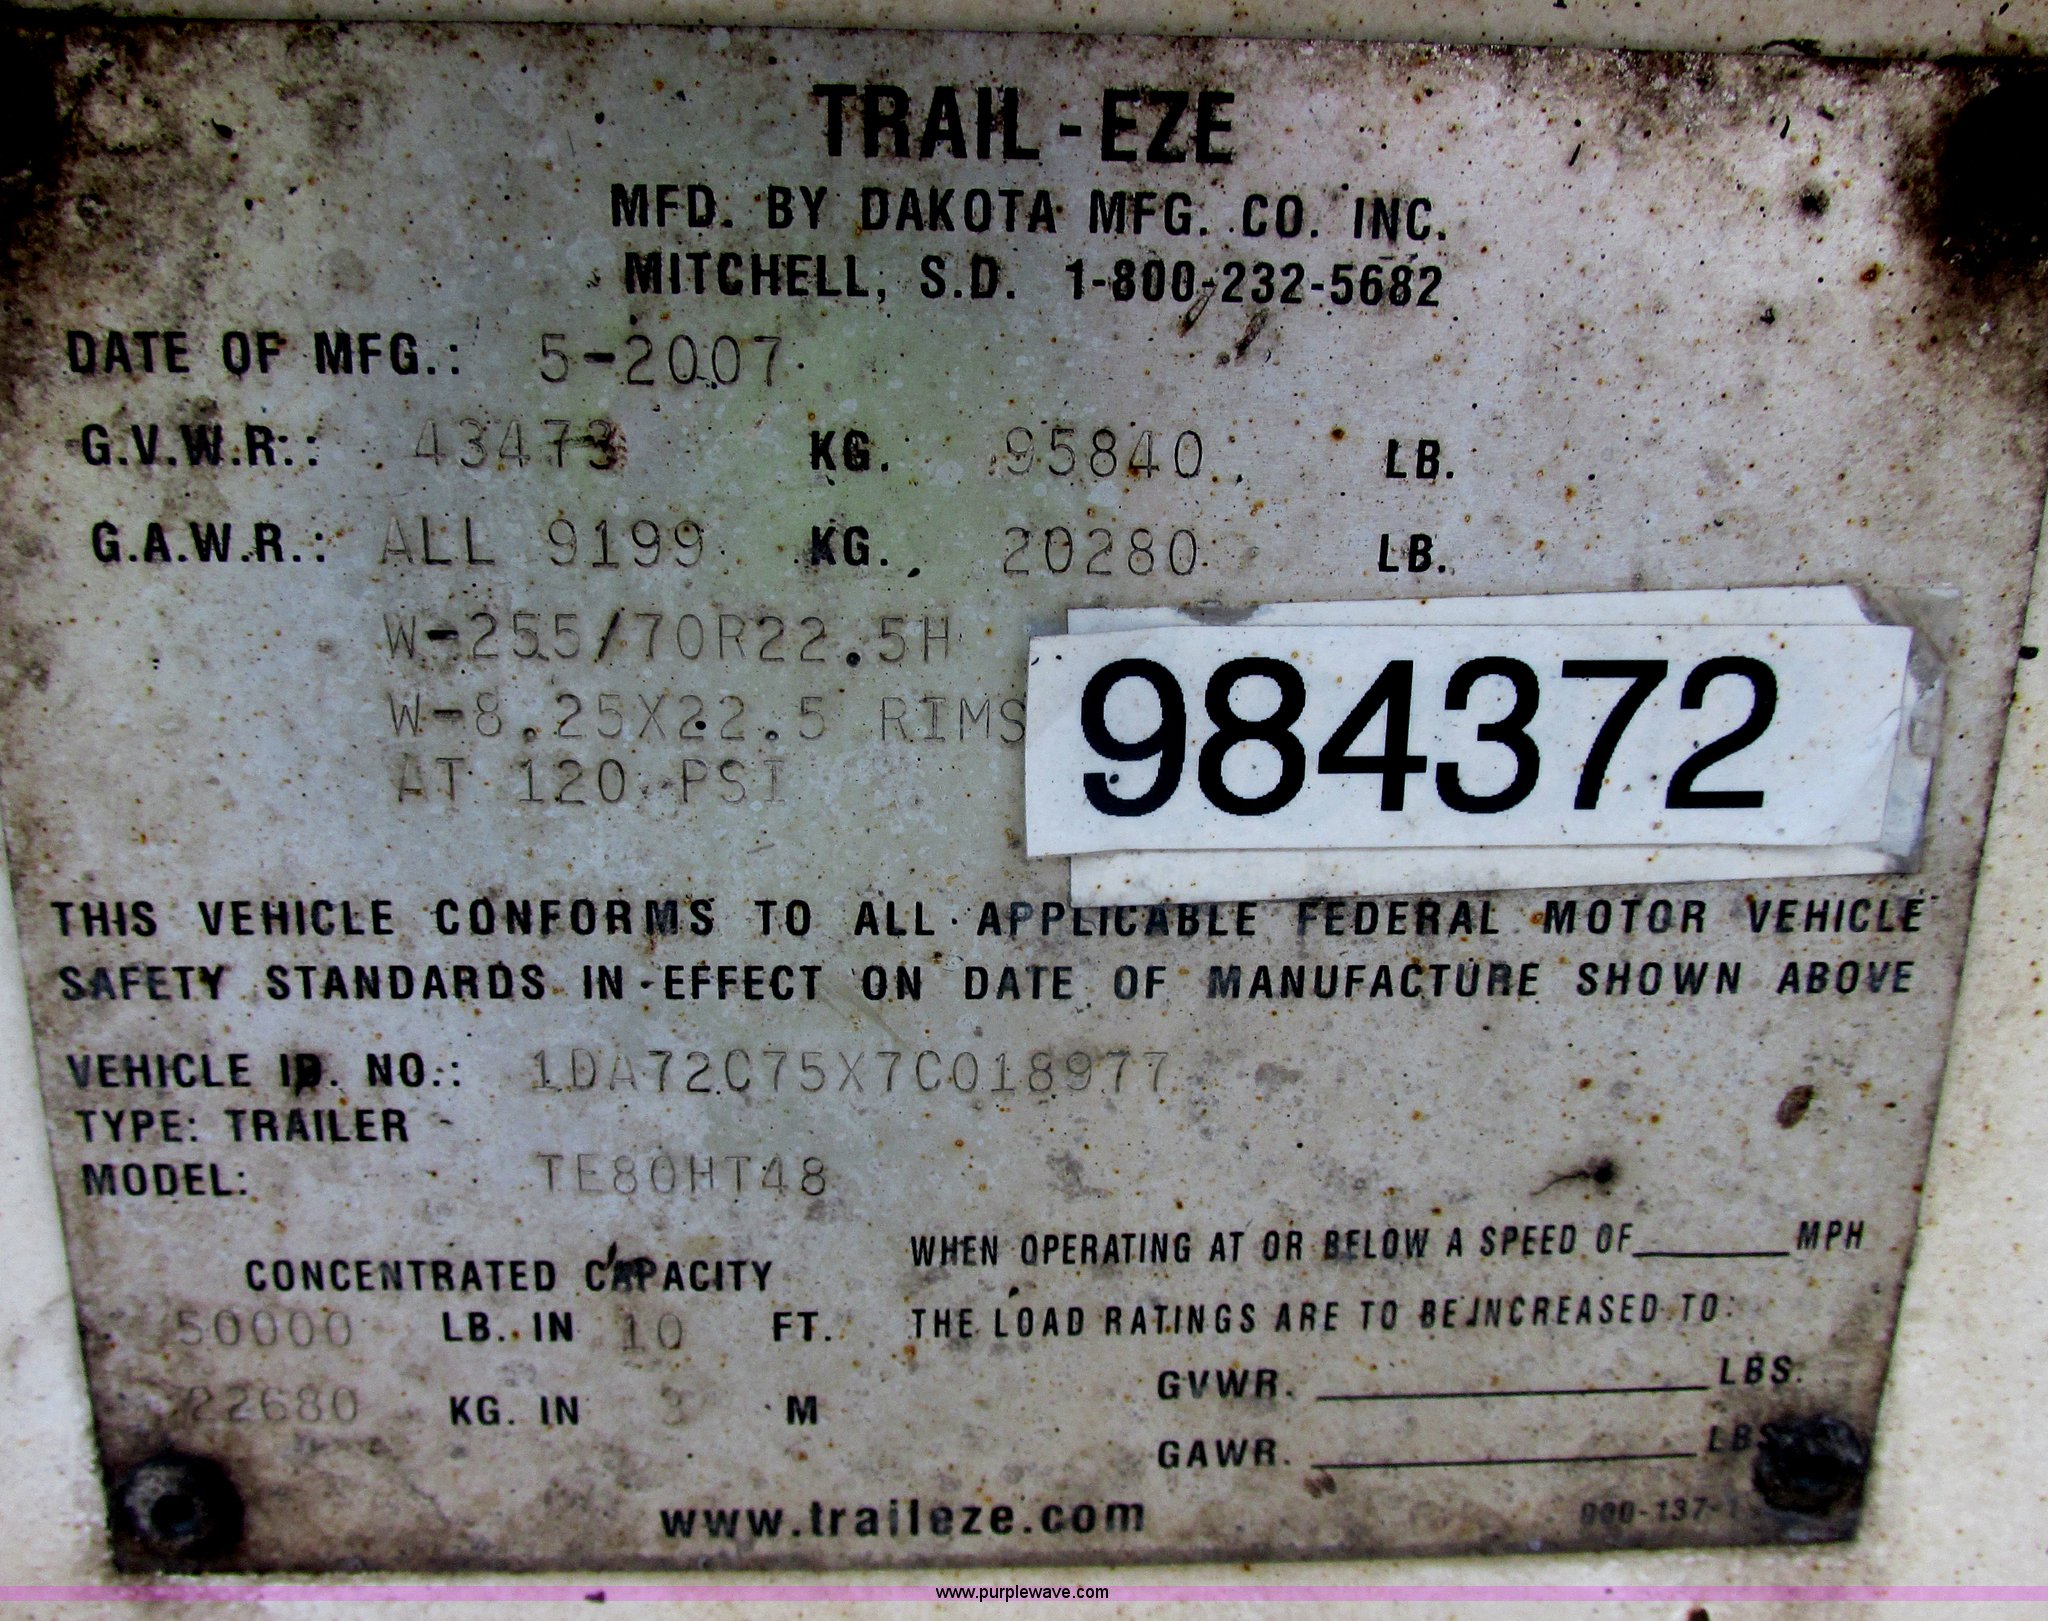 TRAIL-EZE
MFD. BY DAKOTA MFG. CO. INC.
MITCHELL, S.D. 1-800-232-5682
DATE OF MFG.: 5-2007
G.V.W.R.: 43473 KG. 95840 LB.
G.A.W.R.: ALL 9199 KG. 20280 LB.
W-255/70R22.5H
W-8.25X22.5 RIMS
AT 120 PSI
984372
THIS VEHICLE CONFORMS TO ALL APPLICABLE FEDERAL MOTOR VEHICLE
SAFETY STANDARDS IN EFFECT ON DATE OF MANUFACTURE SHOWN ABOVE
VEHICLE ID. NO.: 1DA72C75X7C018977
TYPE: TRAILER
MODEL: TE80HT48
CONCENTRATED CAPACITY
50000 LB. IN 10 FT.
22680 KG. IN 3 M
WHEN OPERATING AT OR BELOW A SPEED OF______MPH
THE LOAD RATINGS ARE TO BE INCREASED TO:
GVWR. ______ LBS.
GAWR. ______ LBS
www.traileze.com
www.purplewave.com